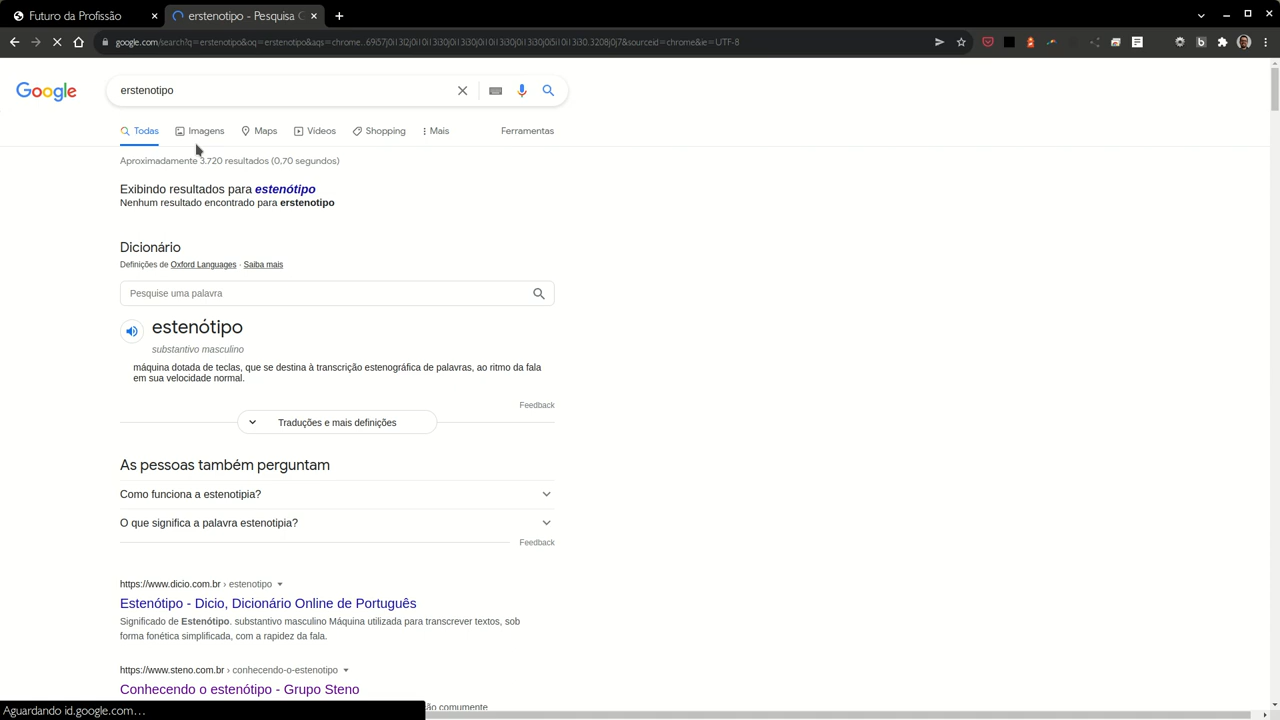 Futuro da Profissão
erstenotipo - Pesquisa G
google.com/search?q=erstenotipo&oq=erstenotipo&aqs=chrome..69i57j0i13l2j0i10i13i30j0i13i30l0j0i10i13i30j0i13i30j0i5i10i13i30.3208j0j7&sourceid=chrome&ie=UTF-8
Google
erstenotipo
Todas Imagens Maps Vídeos Shopping Mais Ferramentas
Aproximadamente 3.720 resultados (0,70 segundos)
Exibindo resultados para estenótipo
Nenhum resultado encontrado para erstenotipo
Dicionário
Definições de Oxford Languages · Saiba mais
Pesquise uma palavra
estenótipo
substantivo masculino
máquina dotada de teclas, que se destina à transcrição estenográfica de palavras, ao ritmo da fala
em sua velocidade normal.
Feedback
Traduções e mais definições
As pessoas também perguntam
Como funciona a estenotipia?
O que significa a palavra estenotipia?
Feedback
https://www.dicio.com.br › estenotipo
Estenótipo - Dicio, Dicionário Online de Português
Significado de Estenótipo. substantivo masculino Máquina utilizada para transcrever textos, sob
forma fonética simplificada, com a rapidez da fala.
https://www.steno.com.br › conhecendo-o-estenotipo
Conhecendo o estenótipo - Grupo Steno
ão comumente
Aguardando id.google.com…